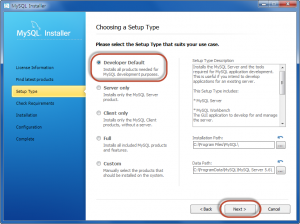 MySQL Installer
MySQL Installer
Choosing a Setup Type
Please select the Setup Type that suits your use case.
License Information
Find latest products
Setup Type
Check Requirements
Installation
Configuration
Complete
Developer Default
Installs all products needed for
MySQL development purposes.
Server only
Installs only the MySQL Server
product.
Client only
Installs only the MySQL Client
products, without a server.
Full
Installs all included MySQL products
and features.
Custom
Manually select the products that
should be installed on the system.
Setup Type Description
Installs the MySQL Server and the tools
required for MySQL application development.
This is useful if you intend to develop
applications for an existing server.
This Setup Type includes:
*MySQL Server
*MySQL Workbench
The GUI application to develop for and manage
the server.
Installation Path:
C:\Program Files\MySQL\
...
Data Path:
C:\ProgramData\MySQL\MySQL Server 5.6\
...
< Back
Next >
Cancel